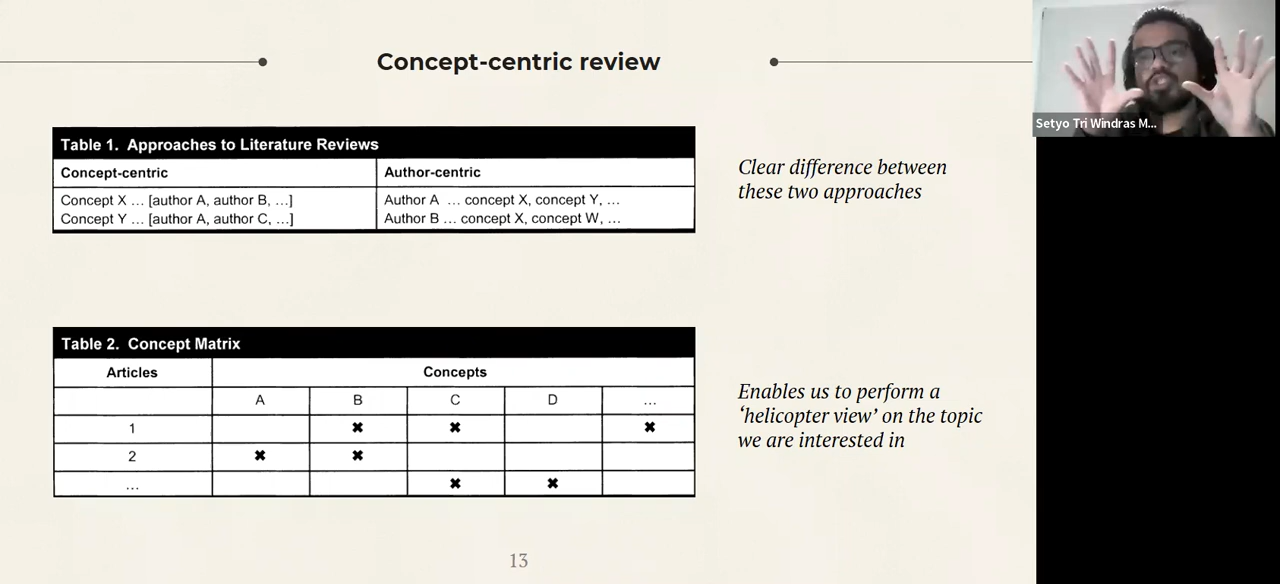 Concept-centric review
Setyo Tri Windras M...
Table 1. Approaches to Literature Reviews
Concept-centric Author-centric
Concept X ... [author A, author B, ...] Author A ... concept X, concept Y, ...
Concept Y ... [author A, author C, ...] Author B ... concept X, concept W, ...
Clear difference between
these two approaches
Table 2. Concept Matrix
Articles Concepts
A B C D ...
1 ✖ ✖ ✖
2 ✖ ✖
... ✖ ✖
Enables us to perform a
‘helicopter view’ on the topic
we are interested in
13